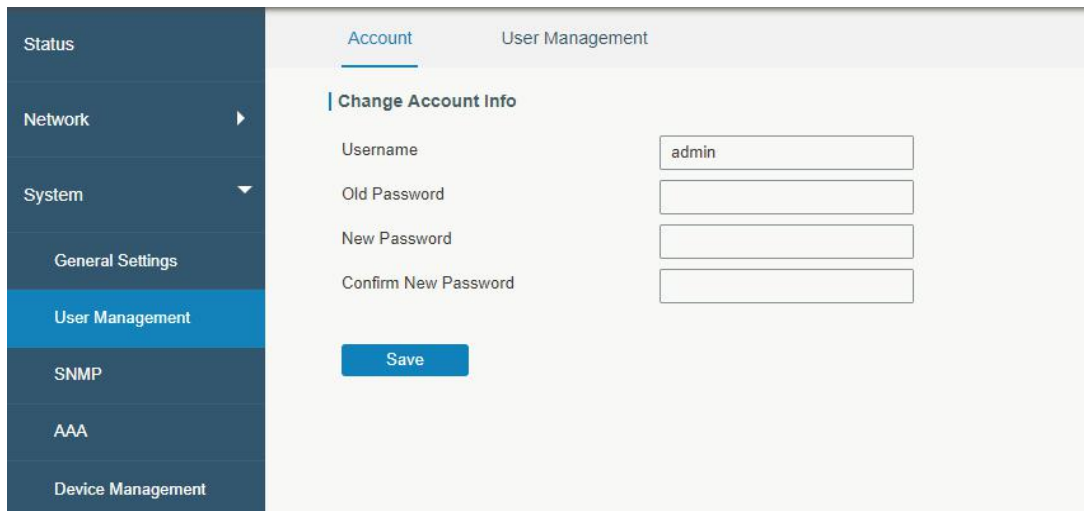 Status
Network
System
General Settings
User Management
SNMP
AAA
Device Management
Account User Management
Change Account Info
Username admin
Old Password
New Password
Confirm New Password
Save